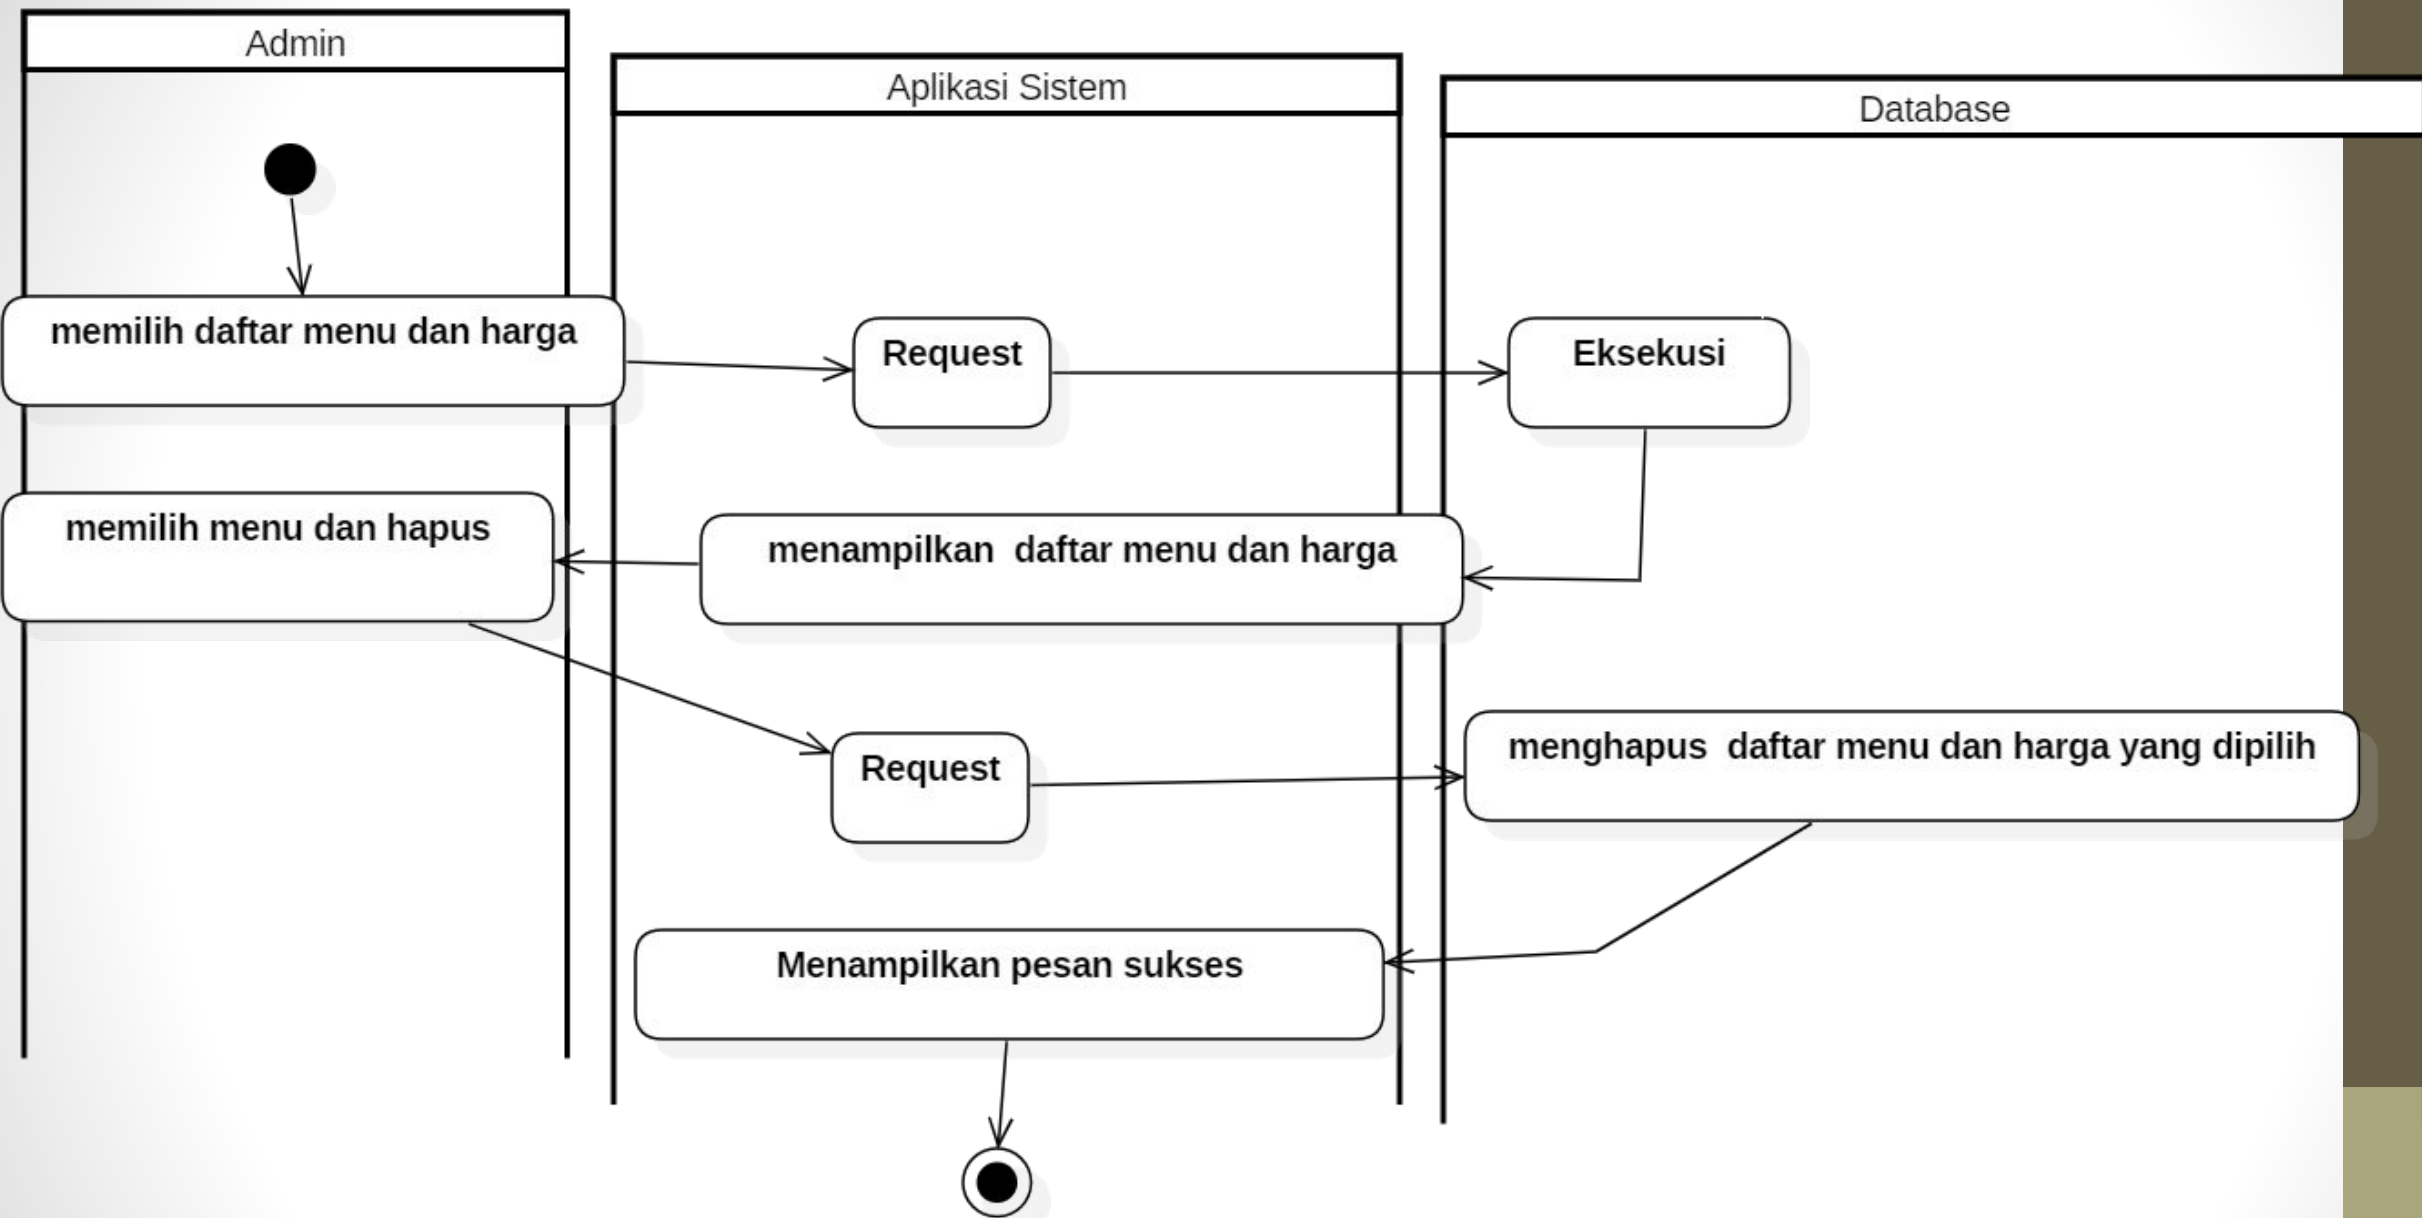 Admin
Aplikasi Sistem
Database
memilih daftar menu dan harga
Request
Eksekusi
memilih menu dan hapus
menampilkan  daftar menu dan harga
Request
menghapus  daftar menu dan harga yang dipilih
Menampilkan pesan sukses